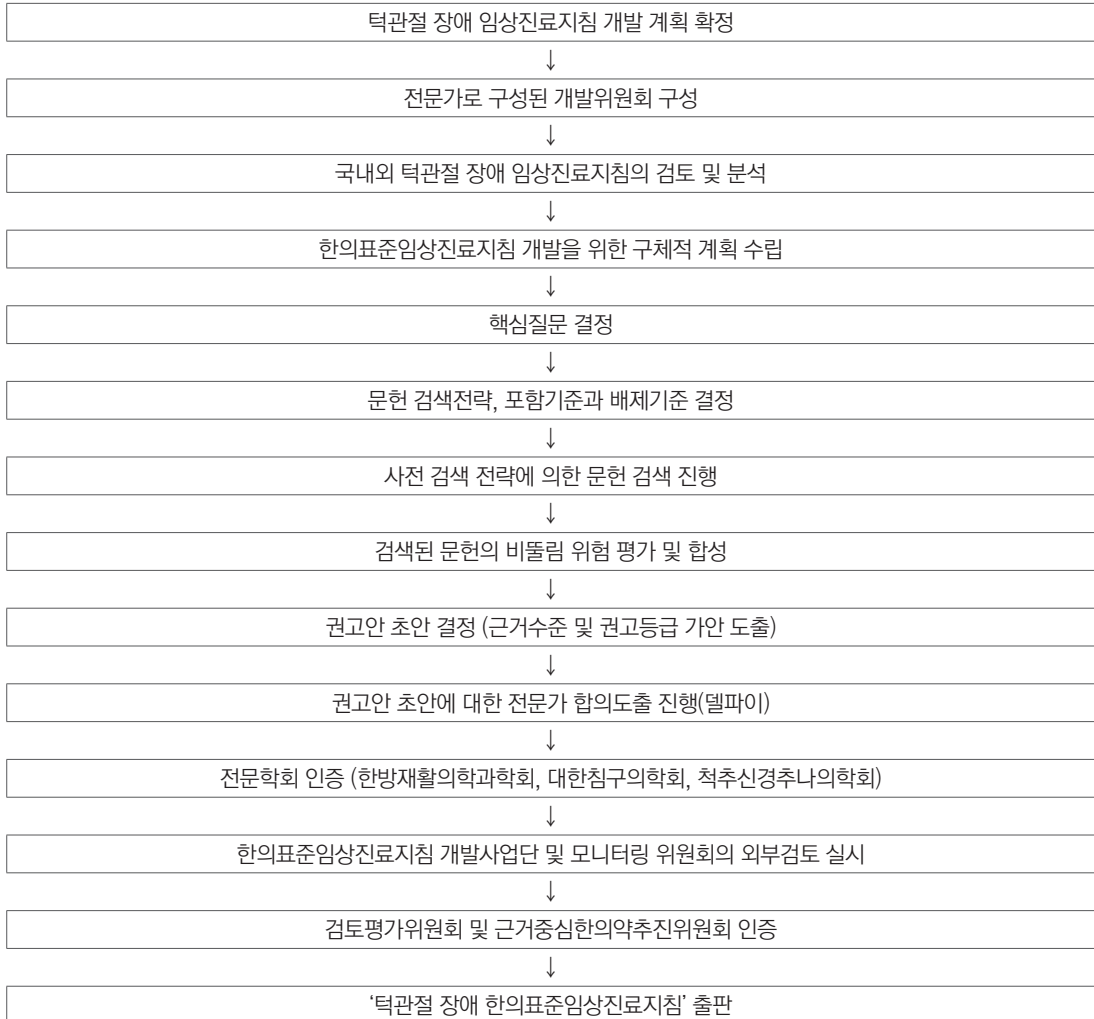 턱관절 장애 임상진료지침 개발 계획 확정
↓
전문가로 구성된 개발위원회 구성
↓
국내외 턱관절 장애 임상진료지침의 검토 및 분석
↓
한의표준임상진료지침 개발을 위한 구체적 계획 수립
↓
핵심질문 결정
↓
문헌 검색전략, 포함기준과 배제기준 결정
↓
사전 검색 전략에 의한 문헌 검색 진행
↓
검색된 문헌의 비뚤림 위험 평가 및 합성
↓
권고안 초안 결정 (근거수준 및 권고등급 가안 도출)
↓
권고안 초안에 대한 전문가 합의도출 진행(델파이)
↓
전문학회 인증 (한방재활의학과학회, 대한침구의학회, 척추신경추나의학회)
↓
한의표준임상진료지침 개발사업단 및 모니터링 위원회의 외부검토 실시
↓
검토평가위원회 및 근거중심한의약추진위원회 인증
↓
‘턱관절 장애 한의표준임상진료지침’ 출판